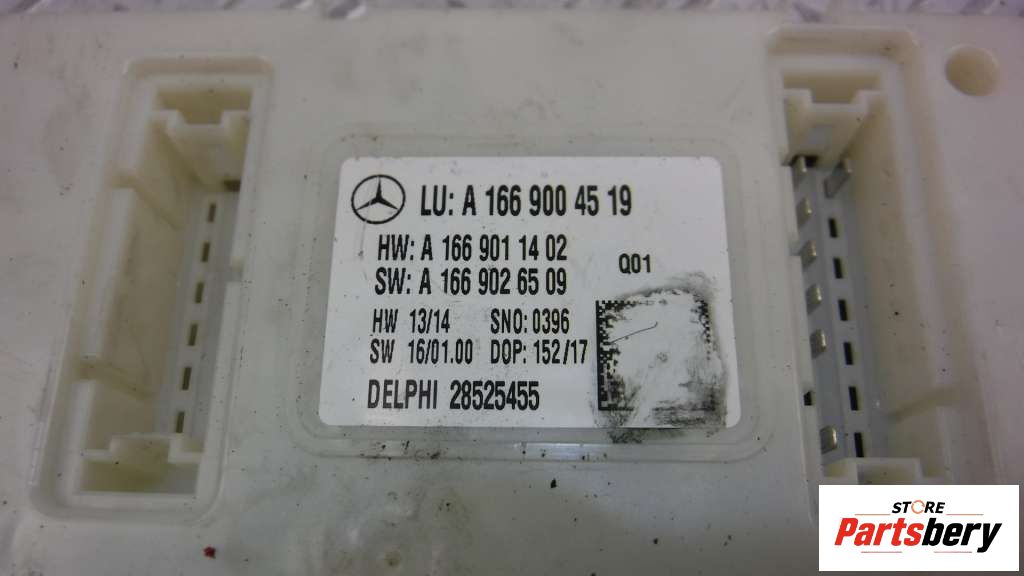 LU: A 166 900 45 19
HW: A 166 901 14 02
SW: A 166 902 65 09
Q01
HW 13/14 SNO: 0396
SW 16/01.00 DOP: 152/17
DELPHI 28525455
STORE
Partsbery